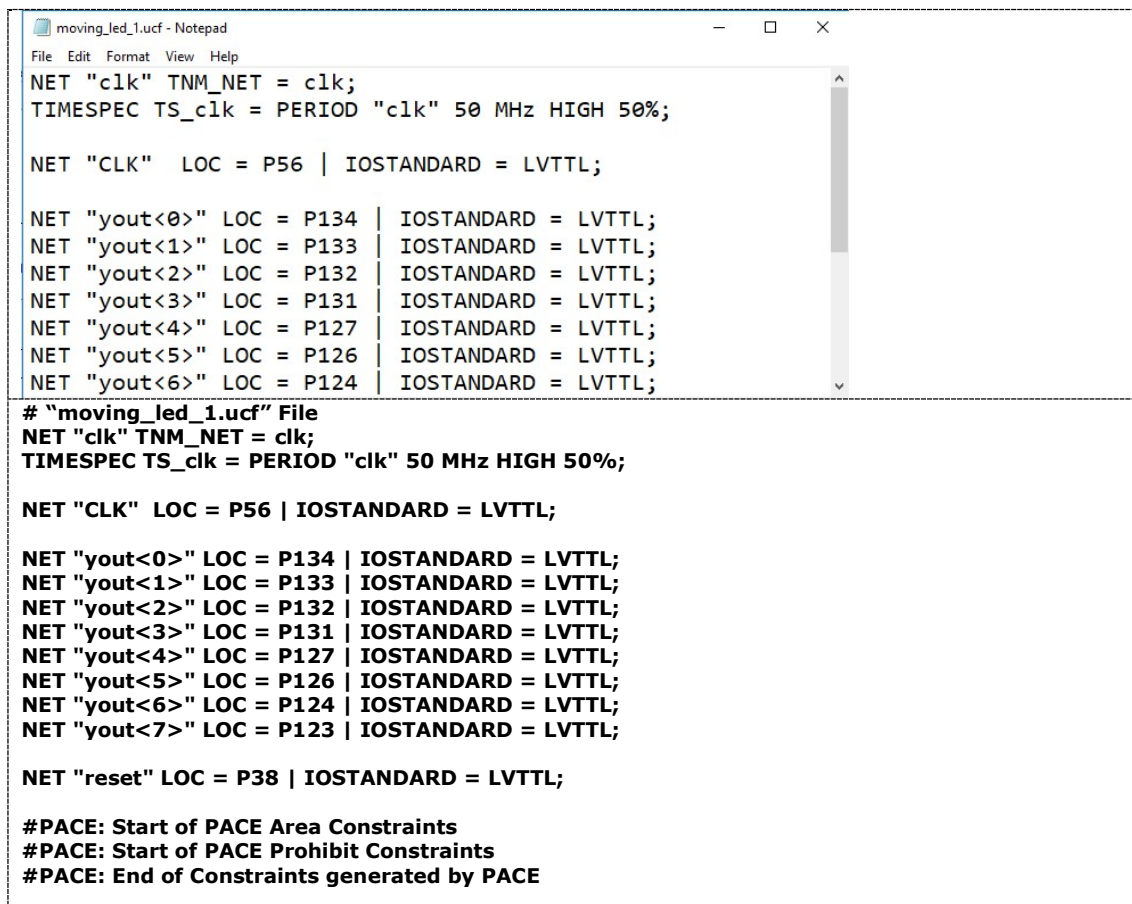 moving_led_1.ucf - Notepad
File Edit Format View Help
NET "clk" TNM_NET = clk;
TIMESPEC TS_clk = PERIOD "clk" 50 MHz HIGH 50%;
NET "CLK"  LOC = P56 | IOSTANDARD = LVTTL;
NET "yout<0>" LOC = P134 | IOSTANDARD = LVTTL;
NET "yout<1>" LOC = P133 | IOSTANDARD = LVTTL;
NET "yout<2>" LOC = P132 | IOSTANDARD = LVTTL;
NET "yout<3>" LOC = P131 | IOSTANDARD = LVTTL;
NET "yout<4>" LOC = P127 | IOSTANDARD = LVTTL;
NET "yout<5>" LOC = P126 | IOSTANDARD = LVTTL;
NET "yout<6>" LOC = P124 | IOSTANDARD = LVTTL;
# “moving_led_1.ucf” File
NET "clk" TNM_NET = clk;
TIMESPEC TS_clk = PERIOD "clk" 50 MHz HIGH 50%;
NET "CLK"  LOC = P56 | IOSTANDARD = LVTTL;
NET "yout<0>" LOC = P134 | IOSTANDARD = LVTTL;
NET "yout<1>" LOC = P133 | IOSTANDARD = LVTTL;
NET "yout<2>" LOC = P132 | IOSTANDARD = LVTTL;
NET "yout<3>" LOC = P131 | IOSTANDARD = LVTTL;
NET "yout<4>" LOC = P127 | IOSTANDARD = LVTTL;
NET "yout<5>" LOC = P126 | IOSTANDARD = LVTTL;
NET "yout<6>" LOC = P124 | IOSTANDARD = LVTTL;
NET "yout<7>" LOC = P123 | IOSTANDARD = LVTTL;
NET "reset" LOC = P38 | IOSTANDARD = LVTTL;
#PACE: Start of PACE Area Constraints
#PACE: Start of PACE Prohibit Constraints
#PACE: End of Constraints generated by PACE